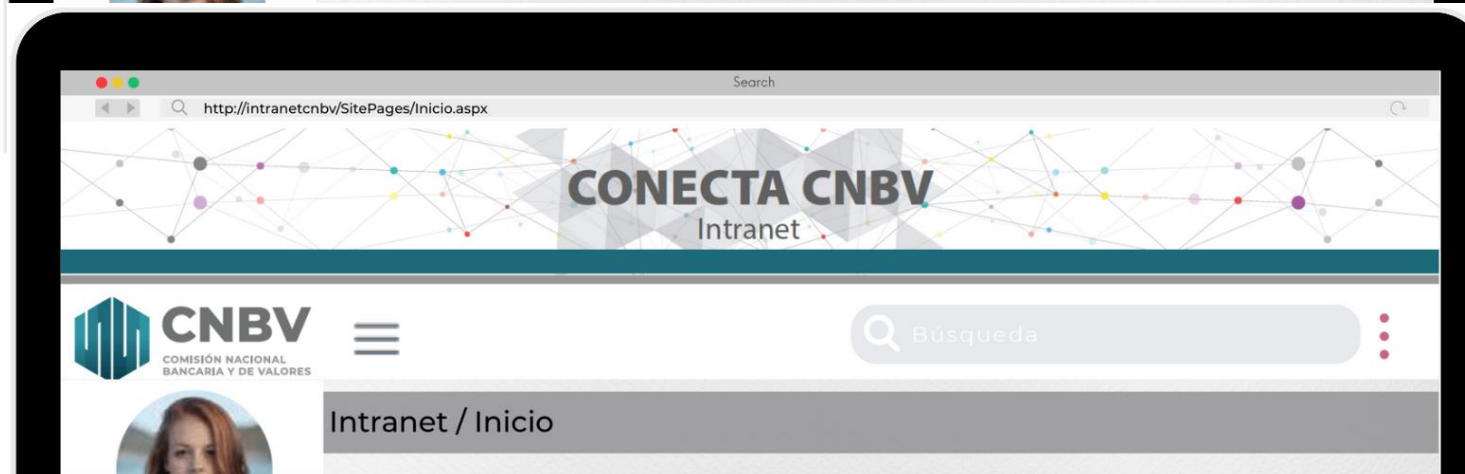 Search
http://intranetcnbv/SitePages/Inicio.aspx
CONECTA CNBV
Intranet
CNBV
COMISIÓN NACIONAL
BANCARIA Y DE VALORES
Búsqueda
Intranet / Inicio